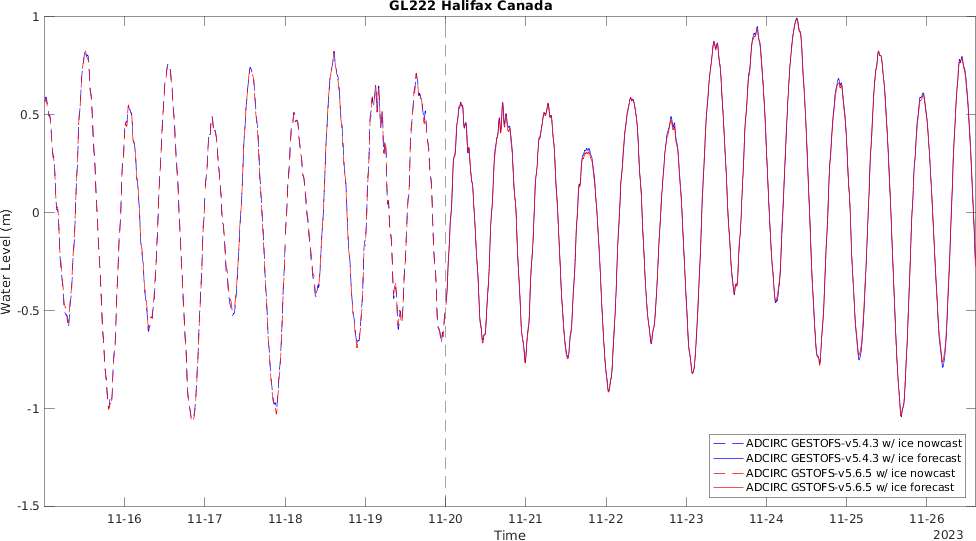 GL222 Halifax Canada
1
0.5
0
-0.5
-1
-1.5
Water Level (m)
ADCIRC GESTOFS-v5.4.3 w/ ice nowcast
ADCIRC GESTOFS-v5.4.3 w/ ice forecast
ADCIRC GSTOFS-v5.6.5 w/ ice nowcast
ADCIRC GSTOFS-v5.6.5 w/ ice forecast
11-16 11-17 11-18 11-19 11-20 11-21 11-22 11-23 11-24 11-25 11-26
Time
2023